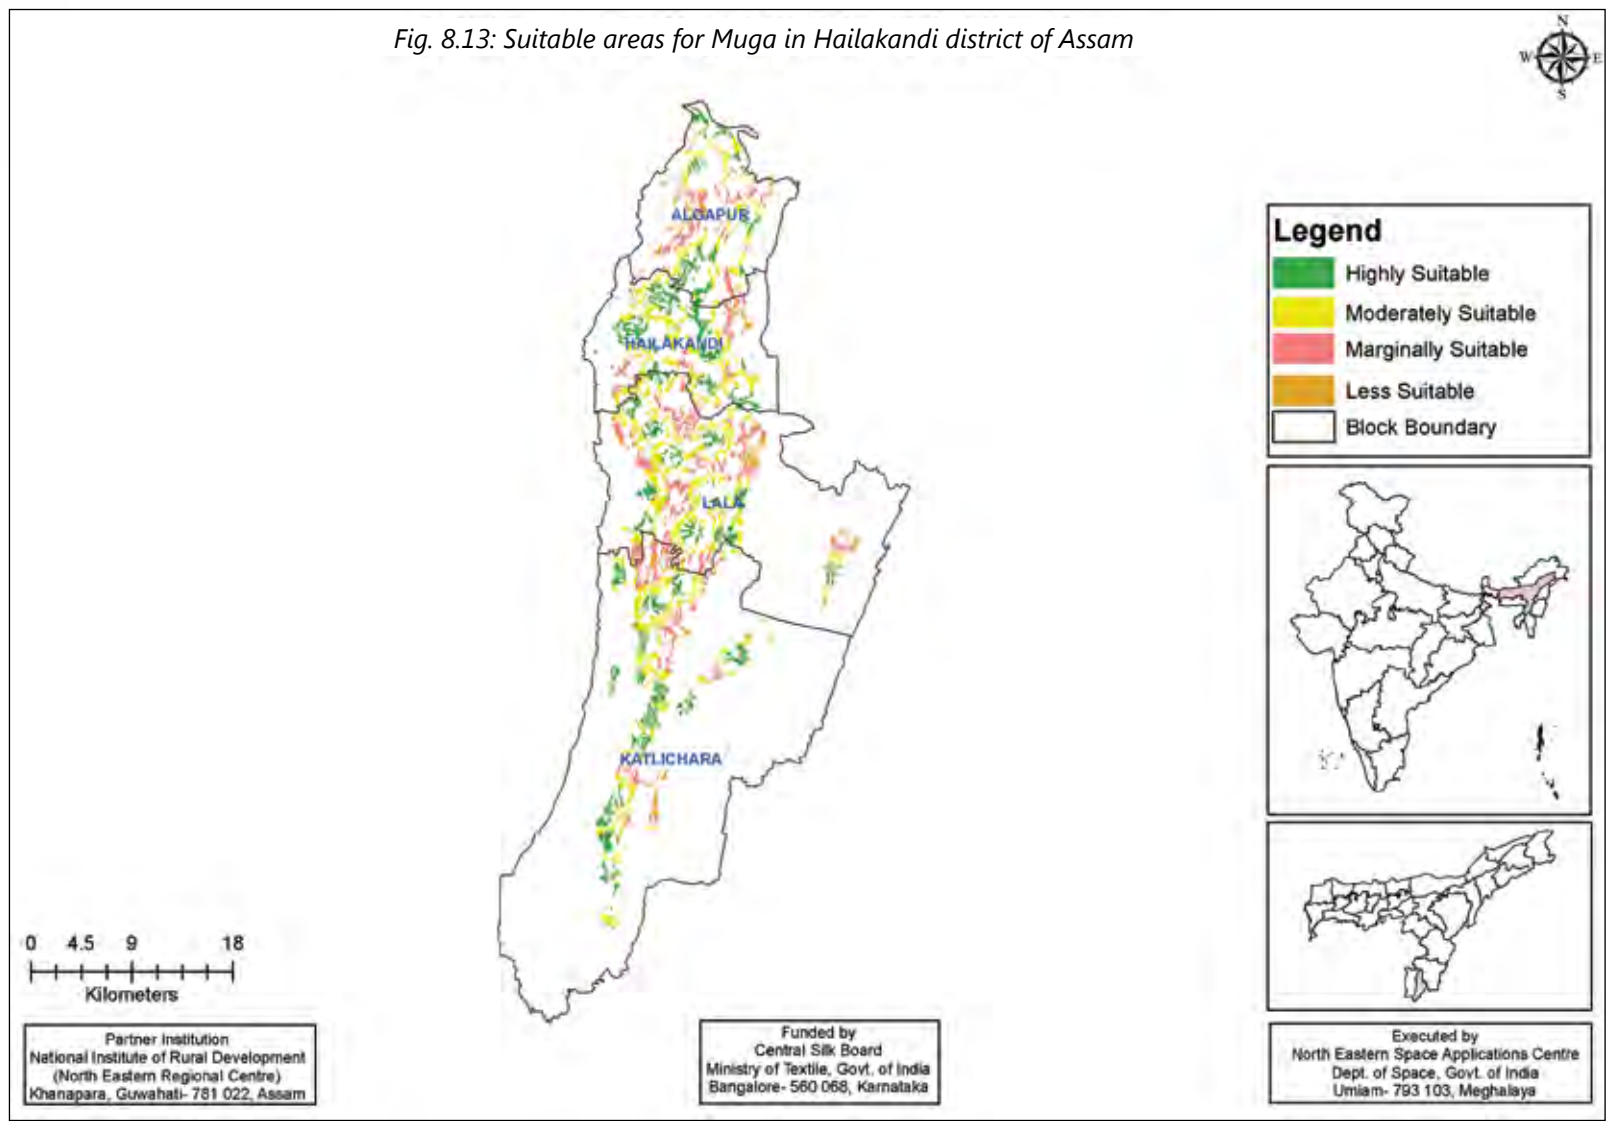 Fig. 8.13: Suitable areas for Muga in Hailakandi district of Assam
N
W
E
S
ALGAPUR
HAILAKANDI
LALA
KATLICHARA
Legend
Highly Suitable
Moderately Suitable
Marginally Suitable
Less Suitable
Block Boundary
0 4.5 9 18
Kilometers
Partner Institution
National Institute of Rural Development
(North Eastern Regional Centre)
Khanapara, Guwahati- 781 022, Assam
Funded by
Central Silk Board
Ministry of Textile, Govt. of India
Bangalore- 560 068, Karnataka
Executed by
North Eastern Space Applications Centre
Dept. of Space, Govt. of India
Umiam- 793 103, Meghalaya